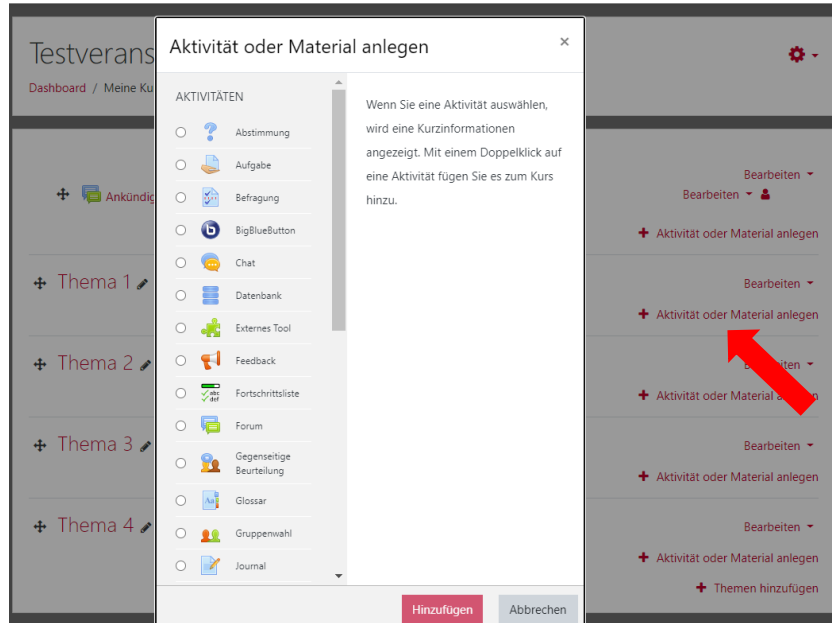 Testverans
Dashboard / Meine Ku
Ankündig
Thema 1
Thema 2
Thema 3
Thema 4
Aktivität oder Material anlegen
×
AKTIVITÄTEN
Abstimmung
Aufgabe
Befragung
BigBlueButton
Chat
Datenbank
Externes Tool
Feedback
abc
def
Fortschrittsliste
Forum
Gegenseitige
Beurteilung
Aa
Glossar
Gruppenwahl
Journal
Wenn Sie eine Aktivität auswählen,
wird eine Kurzinformationen
angezeigt. Mit einem Doppelklick auf
eine Aktivität fügen Sie es zum Kurs
hinzu.
Hinzufügen
Abbrechen
Bearbeiten
Bearbeiten
Aktivität oder Material anlegen
Bearbeiten
Aktivität oder Material anlegen
Aktivität oder Material
Bearbeiten
Aktivität oder Material anlegen
Bearbeiten
Aktivität oder Material anlegen
Themen hinzufügen